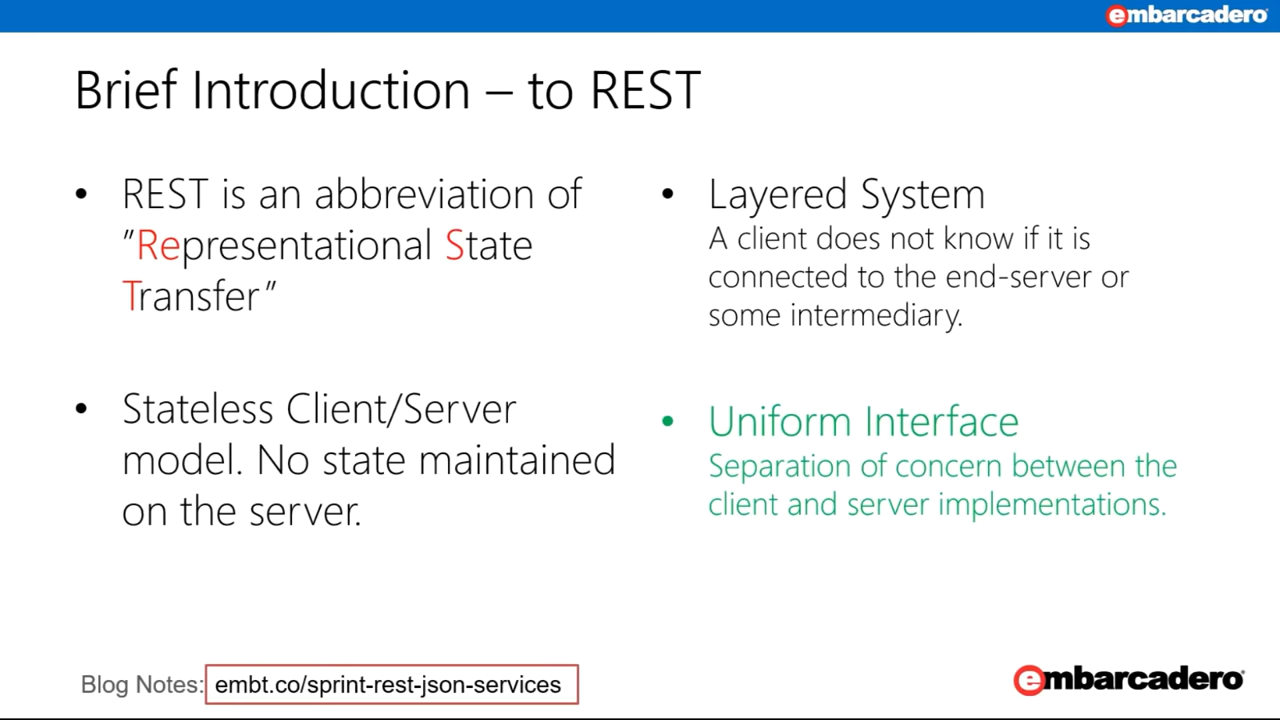 embarcadero
Brief Introduction – to REST
• REST is an abbreviation of
"Representational State
Transfer"
• Stateless Client/Server
model. No state maintained
on the server.
• Layered System
A client does not know if it is
connected to the end-server or
some intermediary.
• Uniform Interface
Separation of concern between the
client and server implementations.
Blog Notes: embt.co/sprint-rest-json-services
embarcadero